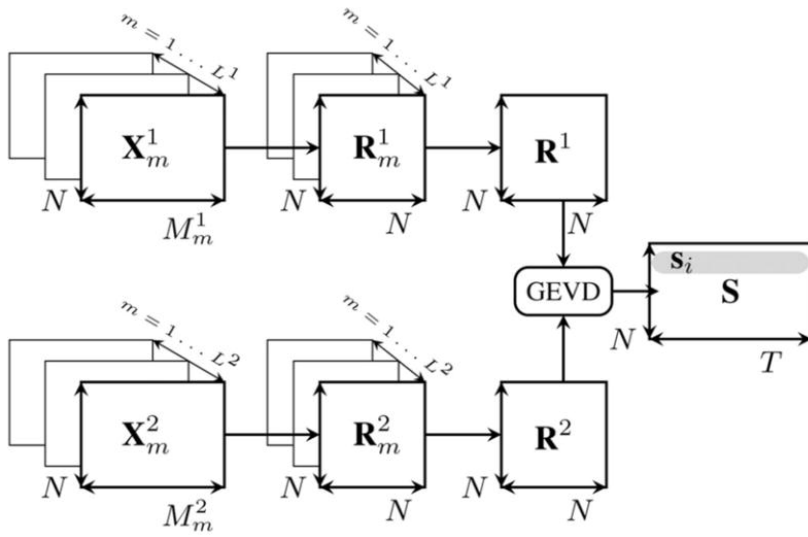 m = 1 . . . L¹
m = 1 . . . L¹
X¹ₘ
R¹ₘ
R¹
N
N
N
M¹ₘ
N
N
sᵢ
GEVD
S
m = 1 . . . L²
m = 1 . . . L²
N
T
X²ₘ
R²ₘ
R²
N
N
N
M²ₘ
N
N